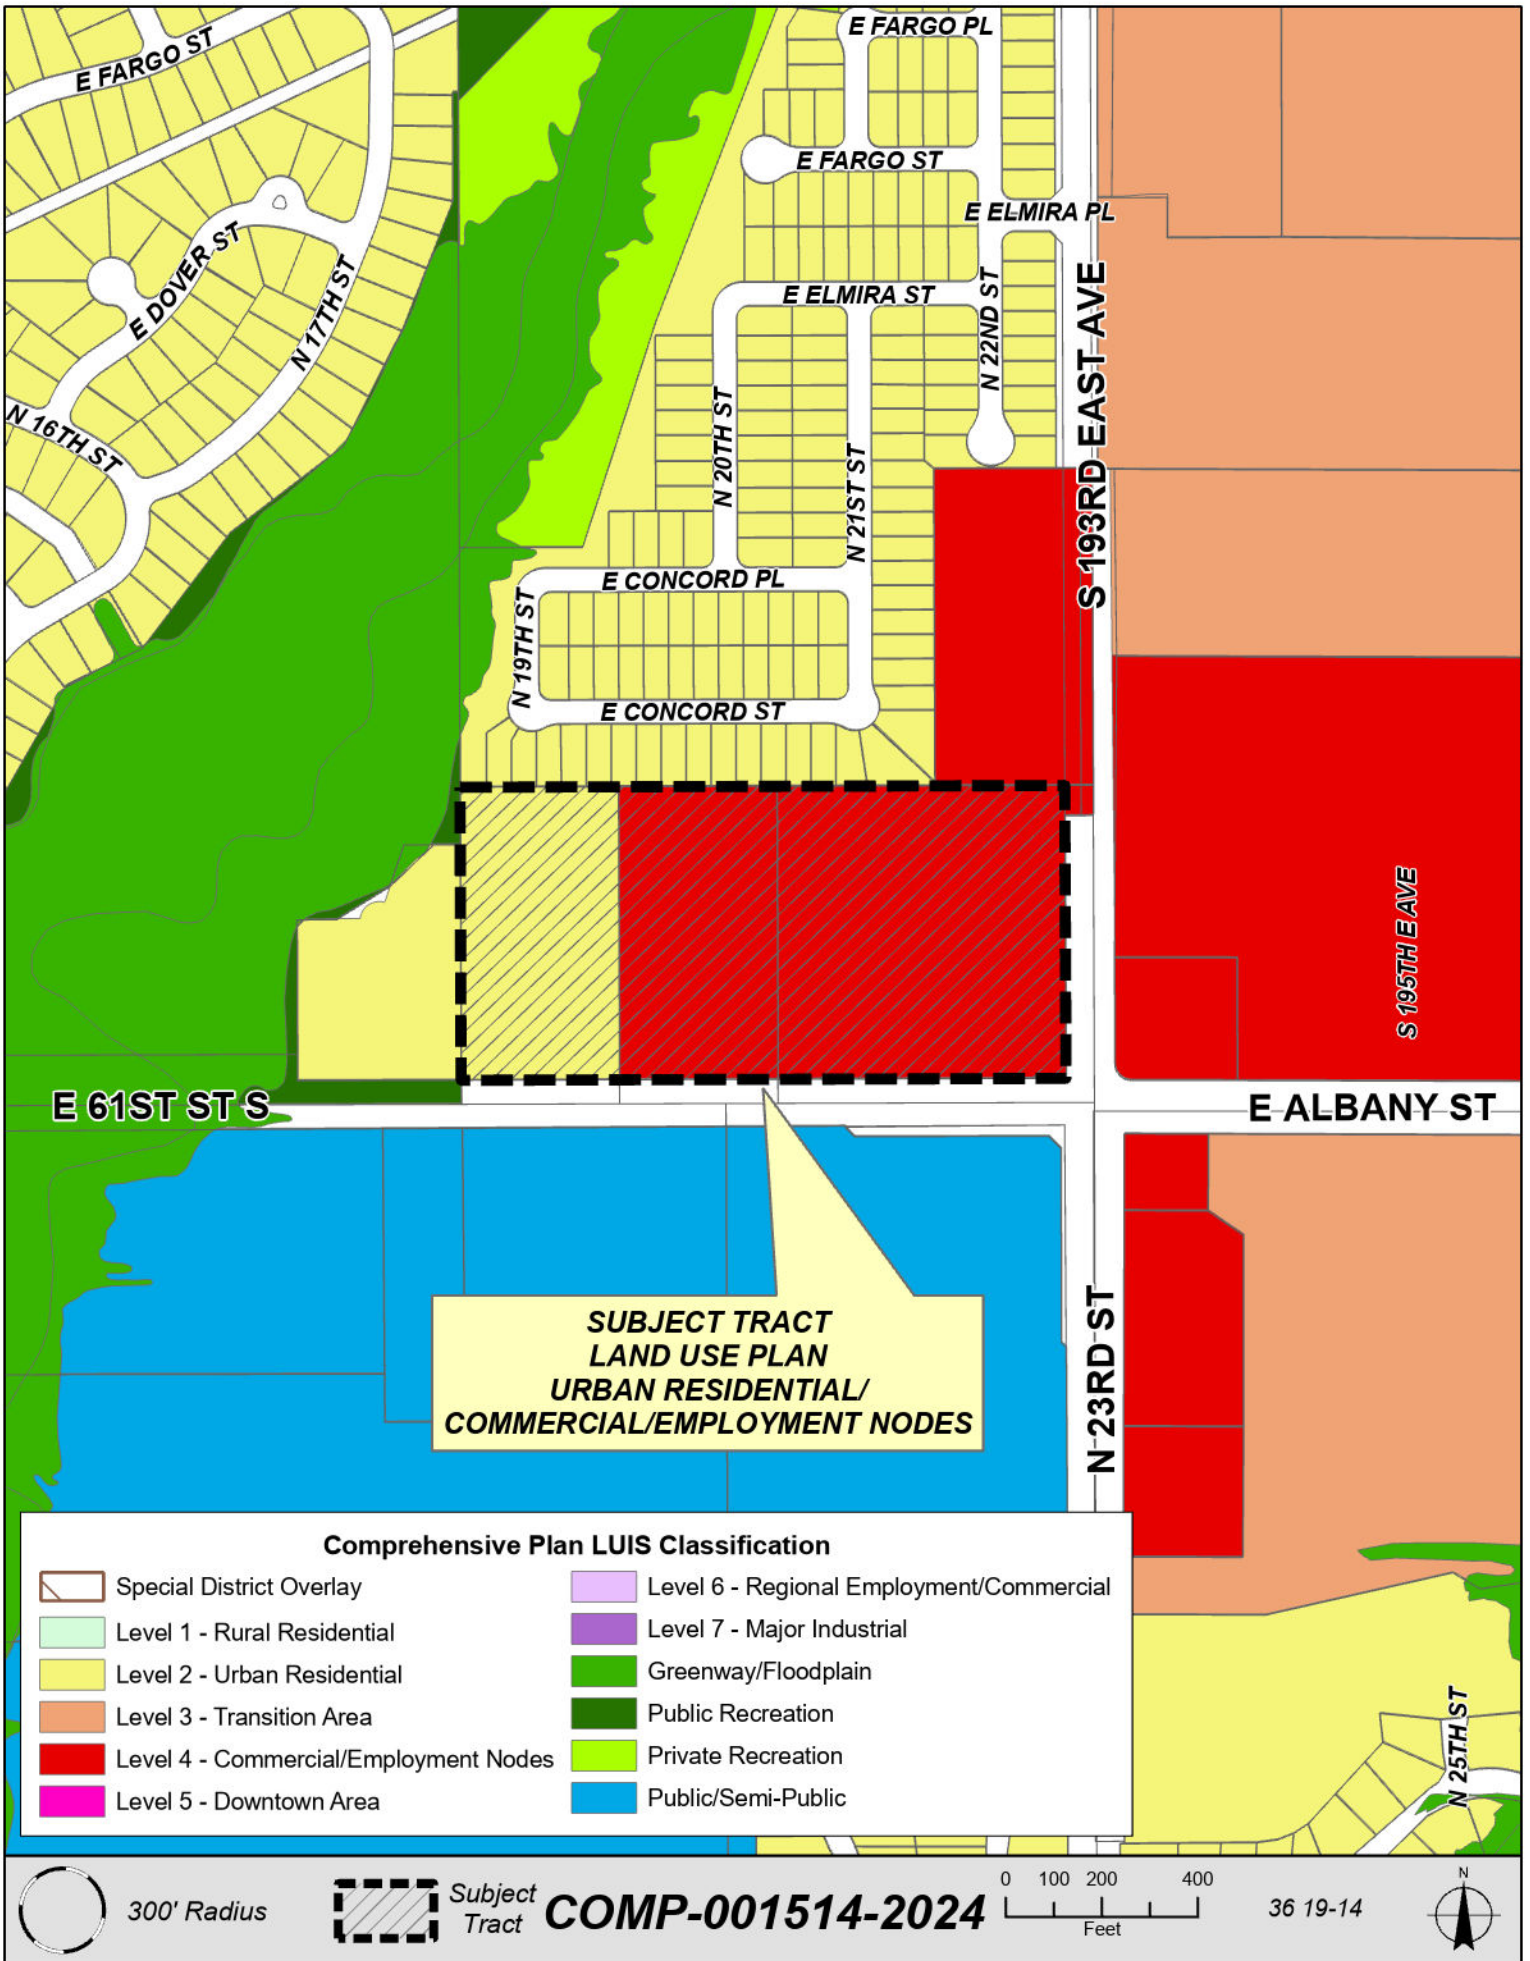 E FARGO PL
E FARGO ST
E FARGO ST
E ELMIRA PL
E DOVER ST
N 17TH ST
E ELMIRA ST
N 22ND ST
S 193RD EAST AVE
N 16TH ST
N 20TH ST
N 21ST ST
E CONCORD PL
N 19TH ST
E CONCORD ST
S 195TH E AVE
E 61ST ST S
E ALBANY ST
SUBJECT TRACT
LAND USE PLAN
URBAN RESIDENTIAL/
COMMERCIAL/EMPLOYMENT NODES
N 23RD ST
Comprehensive Plan LUIS Classification
Special District Overlay
Level 1 - Rural Residential
Level 2 - Urban Residential
Level 3 - Transition Area
Level 4 - Commercial/Employment Nodes
Level 5 - Downtown Area
Level 6 - Regional Employment/Commercial
Level 7 - Major Industrial
Greenway/Floodplain
Public Recreation
Private Recreation
Public/Semi-Public
N 25TH ST
300' Radius
Subject
Tract
COMP-001514-2024
0 100 200 400
Feet
36 19-14
N